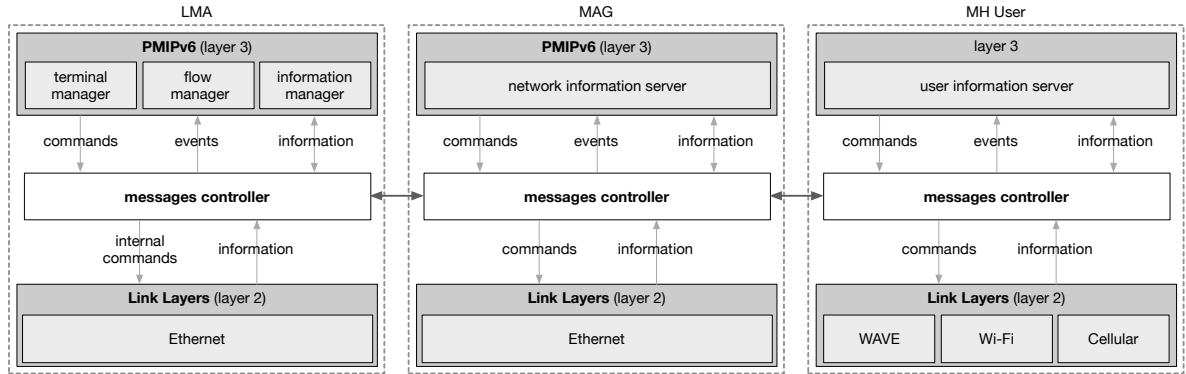 LMA
PMIPv6 (layer 3)
terminal
manager
flow
manager
information
manager
commands
events
information
messages controller
internal
commands
information
Link Layers (layer 2)
Ethernet
MAG
PMIPv6 (layer 3)
network information server
commands
events
information
messages controller
commands
information
Link Layers (layer 2)
Ethernet
MH User
layer 3
user information server
commands
events
information
messages controller
commands
information
Link Layers (layer 2)
WAVE
Wi-Fi
Cellular